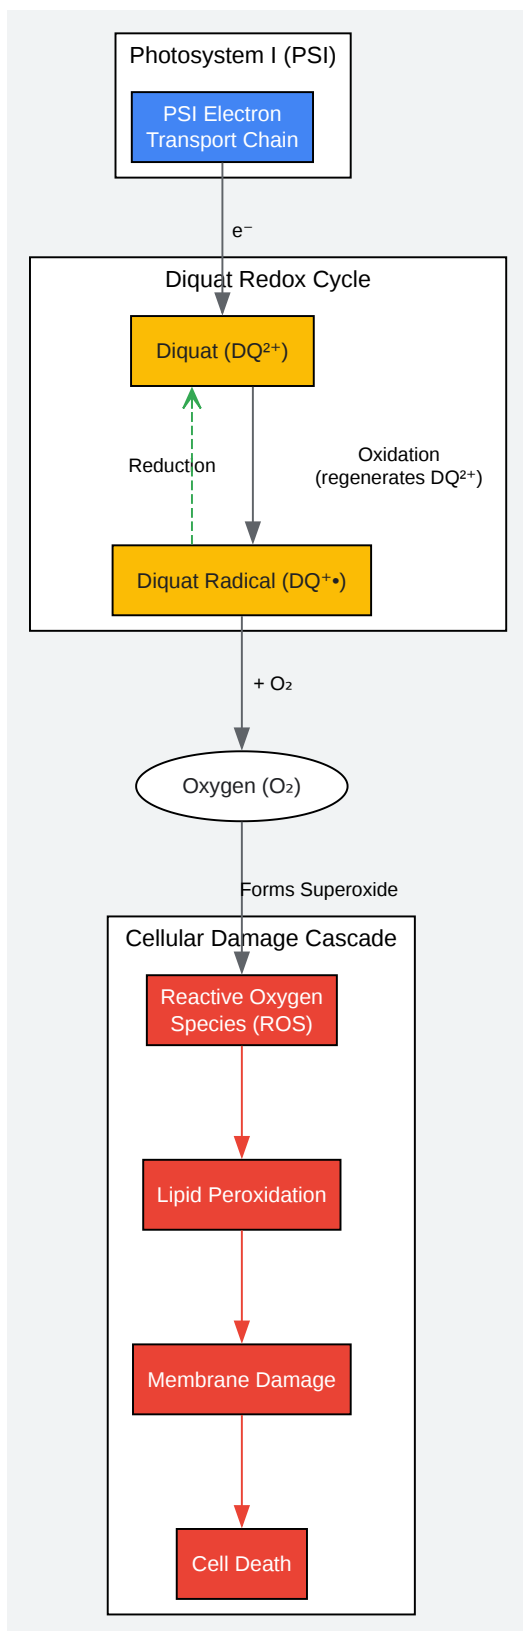 Photosystem I (PSI)
PSI Electron
Transport Chain
e⁻
Diquat Redox Cycle
Diquat (DQ²⁺)
Reduction
Oxidation
(regenerates DQ²⁺)
Diquat Radical (DQ⁺•)
+ O₂
Oxygen (O₂)
Forms Superoxide
Cellular Damage Cascade
Reactive Oxygen
Species (ROS)
Lipid Peroxidation
Membrane Damage
Cell Death